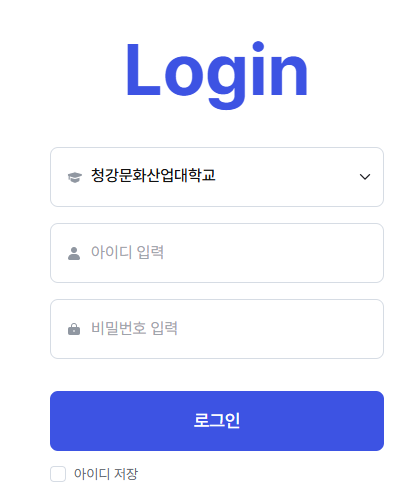 Login
청강문화산업대학교
아이디 입력
비밀번호 입력
로그인
아이디 저장